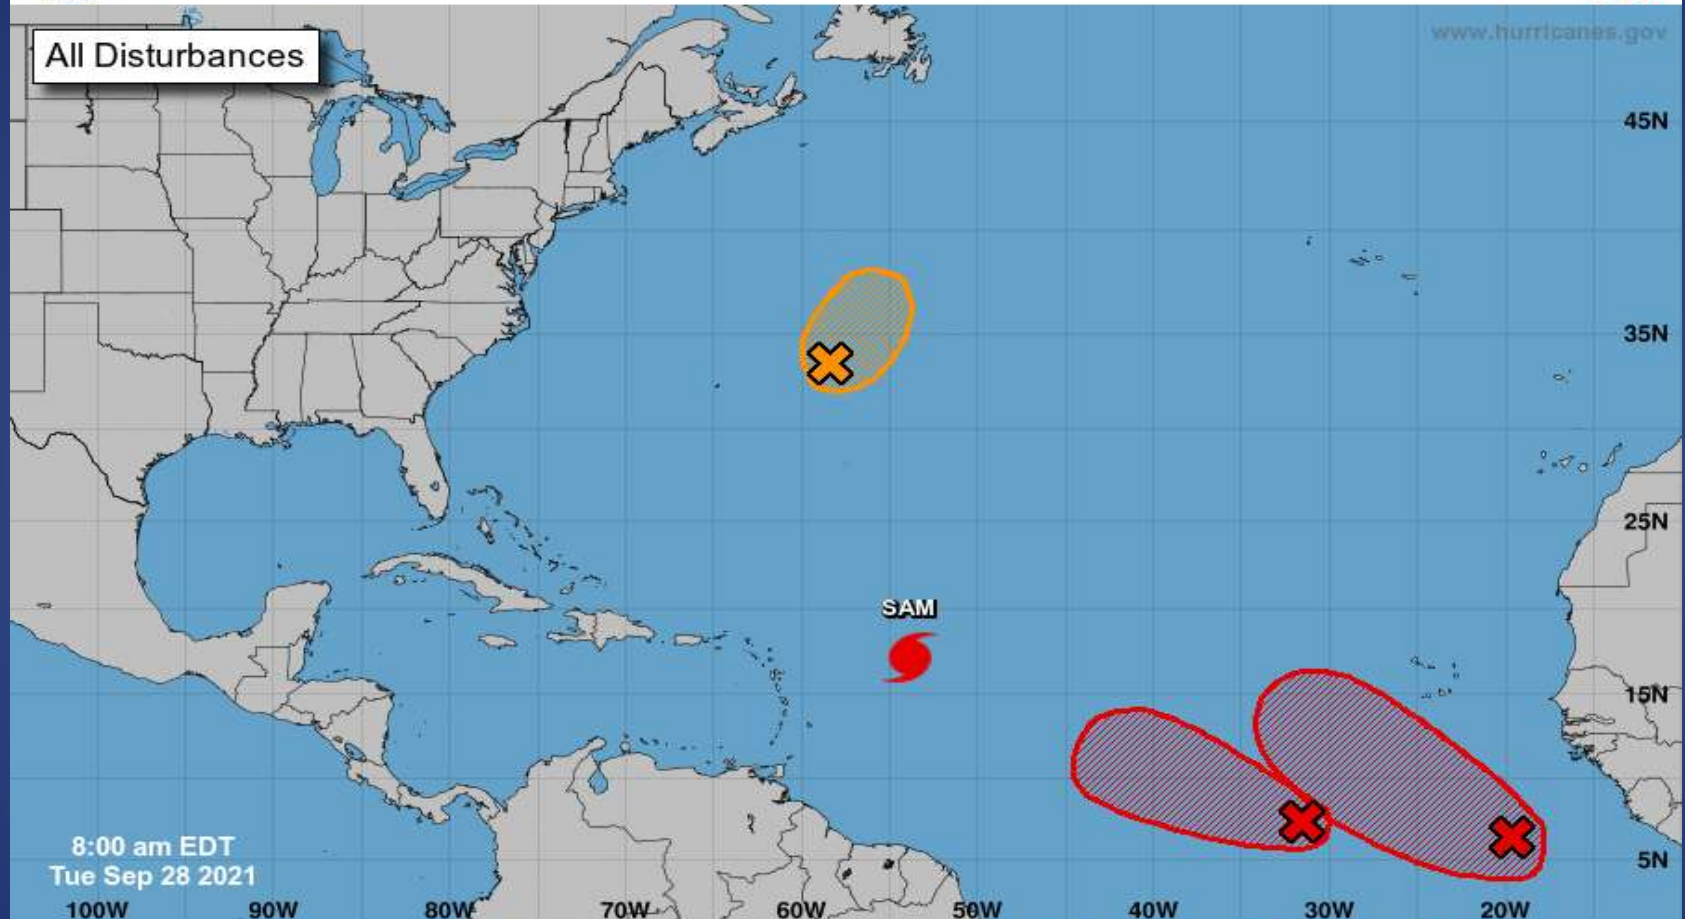 All Disturbances
www.hurricanes.gov
45N
35N
25N
SAM
15N
5N
8:00 am EDT
Tue Sep 28 2021
100W 90W 80W 70W 60W 50W 40W 30W 20W